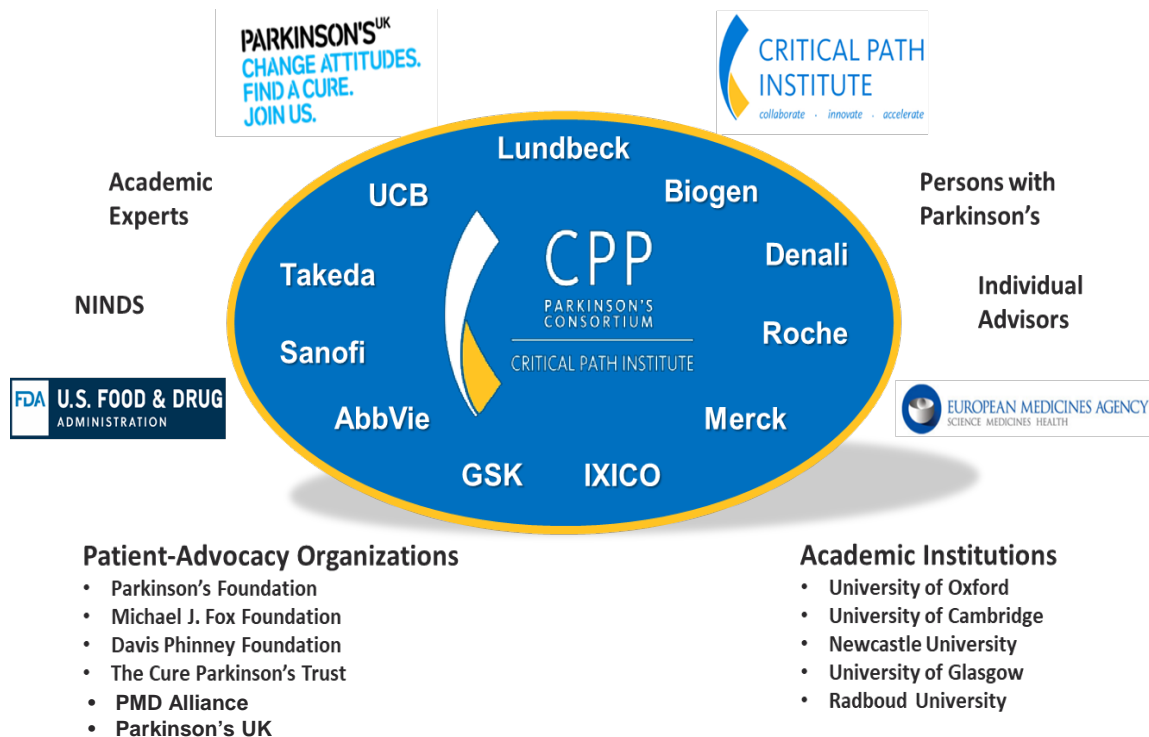 PARKINSON'S UK
CHANGE ATTITUDES.
FIND A CURE.
JOIN US.
CRITICAL PATH
INSTITUTE
collaborate . innovate . accelerate
Academic
Experts
NINDS
FDA U.S. FOOD & DRUG
ADMINISTRATION
Lundbeck
UCB
Biogen
Takeda
Denali
Sanofi
Roche
AbbVie
Merck
GSK
IXICO
CPP
PARKINSON'S
CONSORTIUM
CRITICAL PATH INSTITUTE
Persons with
Parkinson’s
Individual
Advisors
EUROPEAN MEDICINES AGENCY
SCIENCE MEDICINES HEALTH
Patient-Advocacy Organizations
• Parkinson’s Foundation
• Michael J. Fox Foundation
• Davis Phinney Foundation
• The Cure Parkinson’s Trust
• PMD Alliance
• Parkinson’s UK
Academic Institutions
• University of Oxford
• University of Cambridge
• Newcastle University
• University of Glasgow
• Radboud University